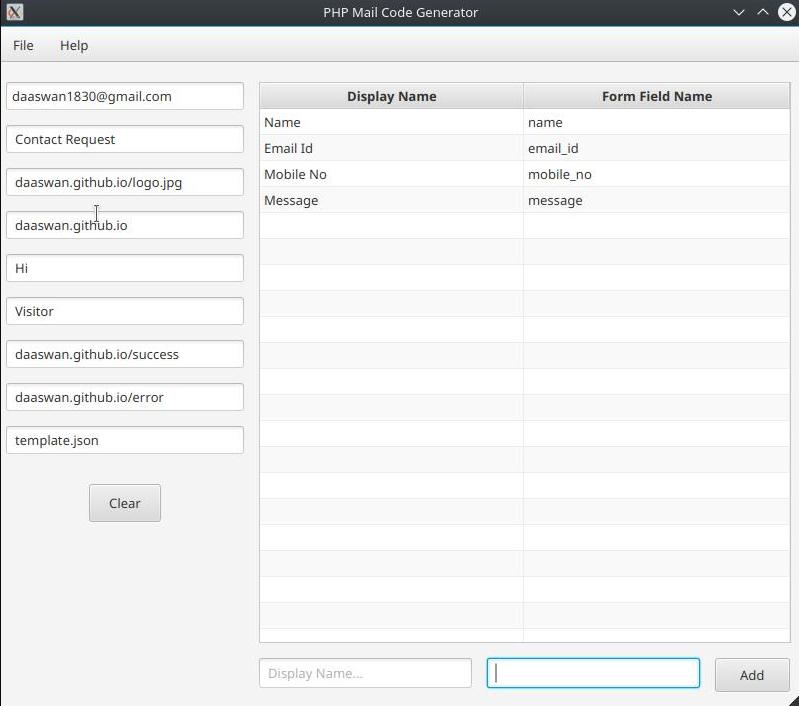 PHP Mail Code Generator
File Help
daaswan1830@gmail.com
Contact Request
daaswan.github.io/logo.jpg
daaswan.github.io
Hi
Visitor
daaswan.github.io/success
daaswan.github.io/error
template.json
Clear
Display Name Form Field Name
Name name
Email Id email_id
Mobile No mobile_no
Message message
Display Name... Add